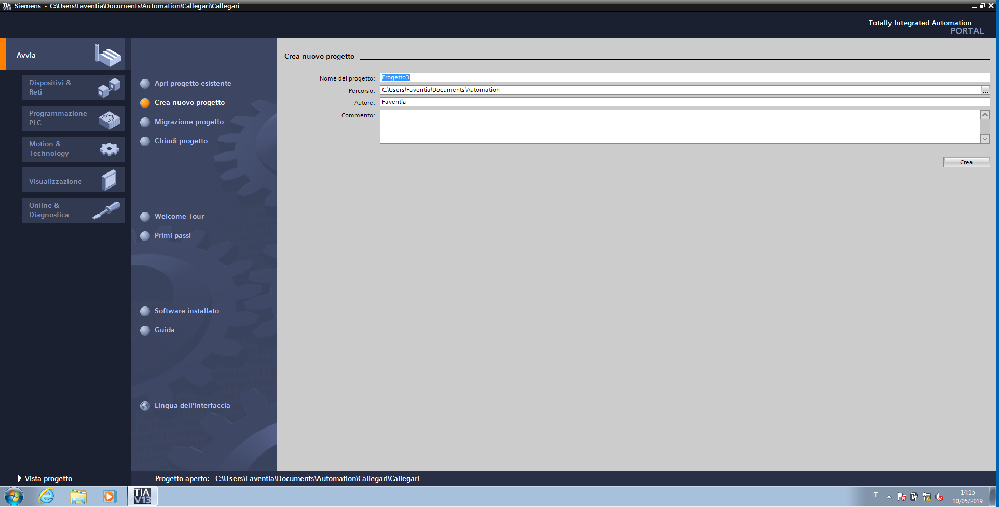 TIA V13 Siemens - C:\Users\Faventia\Documents\Automation\Callegari\Callegari
Totally Integrated Automation
PORTAL
Avvia
Dispositivi &
Reti
Programmazione
PLC
Motion &
Technology
Visualizzazione
Online &
Diagnostica
Apri progetto esistente
Crea nuovo progetto
Migrazione progetto
Chiudi progetto
Welcome Tour
Primi passi
Software installato
Guida
Lingua dell'interfaccia
Crea nuovo progetto
Nome del progetto: Progetto3
Percorso: C:\Users\Faventia\Documents\Automation
...
Autore: Faventia
Commento:
Crea
Vista progetto
Progetto aperto: C:\Users\Faventia\Documents\Automation\Callegari\Callegari
TIA
V13
IT
14:15
10/05/2019